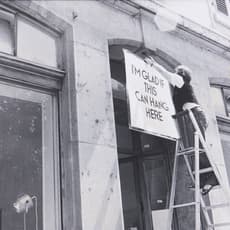 I'M GLAD IF
THIS
CAN HANG
HERE